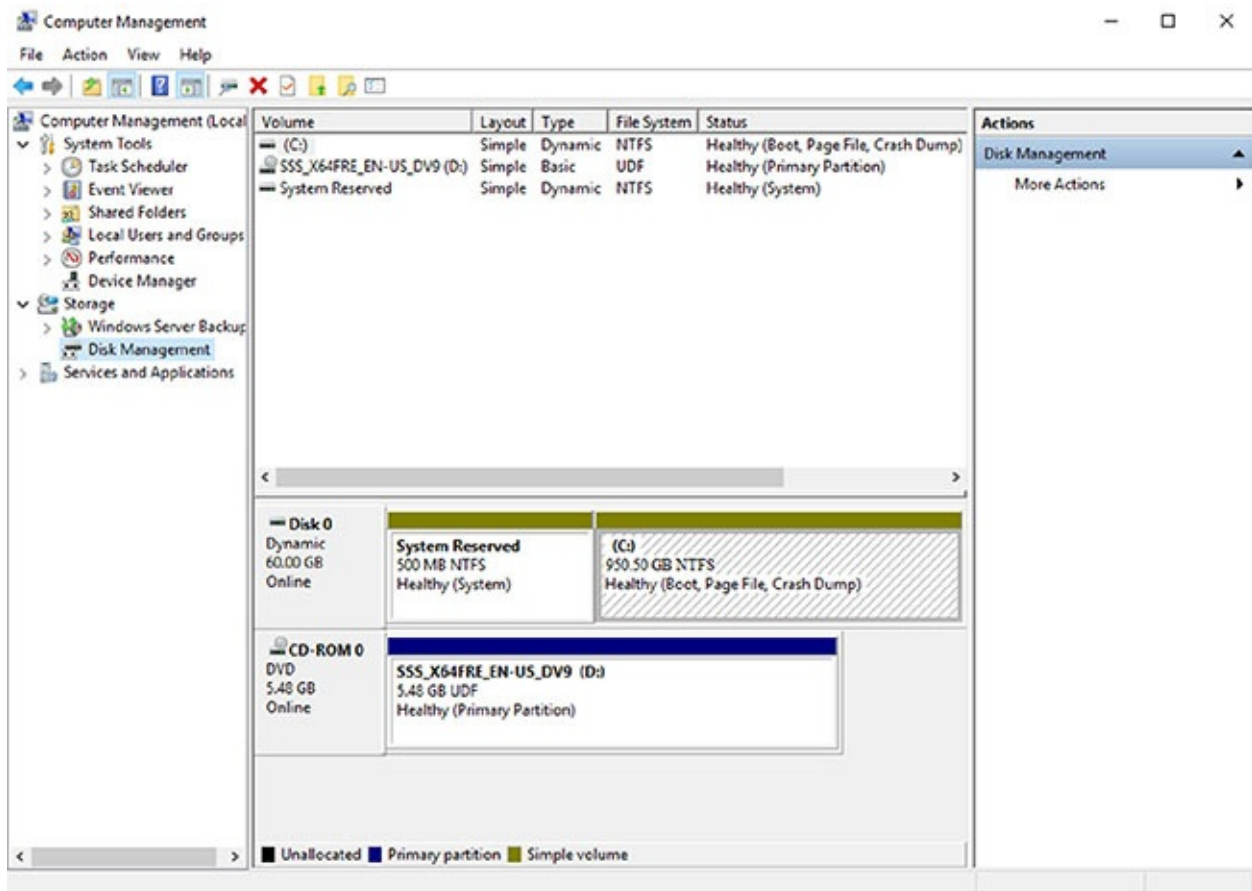 Computer Management
File Action View Help
Computer Management (Local
System Tools
Task Scheduler
Event Viewer
Shared Folders
Local Users and Groups
Performance
Device Manager
Storage
Windows Server Backup
Disk Management
Services and Applications
Volume Layout Type File System Status
(C:) Simple Dynamic NTFS Healthy (Boot, Page File, Crash Dump)
SSS_X64FRE_EN-US_DV9 (D:) Simple Basic UDF Healthy (Primary Partition)
System Reserved Simple Dynamic NTFS Healthy (System)
Disk 0
Dynamic
60.00 GB
Online
System Reserved
500 MB NTFS
Healthy (System)
(C:)
950.50 GB NTFS
Healthy (Boot, Page File, Crash Dump)
CD-ROM 0
DVD
5.48 GB
Online
SSS_X64FRE_EN-US_DV9 (D:)
5.48 GB UDF
Healthy (Primary Partition)
Unallocated Primary partition Simple volume
Actions
Disk Management
More Actions